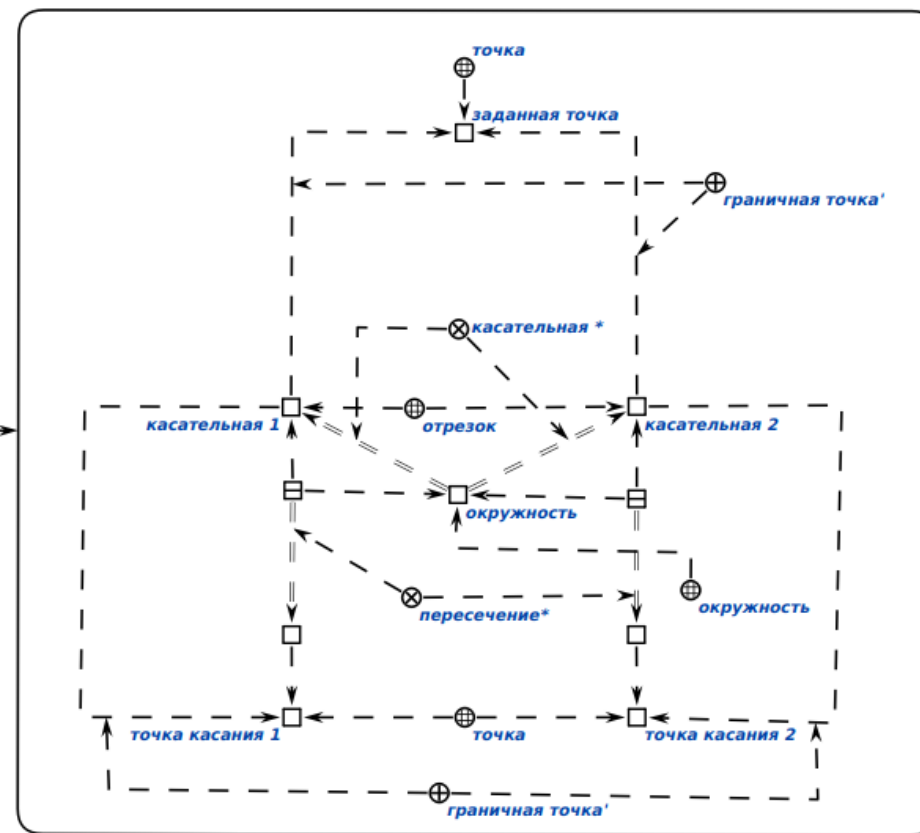 точка
заданная точка
граничная точка'
касательная *
касательная 1
отрезок
касательная 2
окружность
окружность
пересечение*
точка касания 1
точка
точка касания 2
граничная точка'